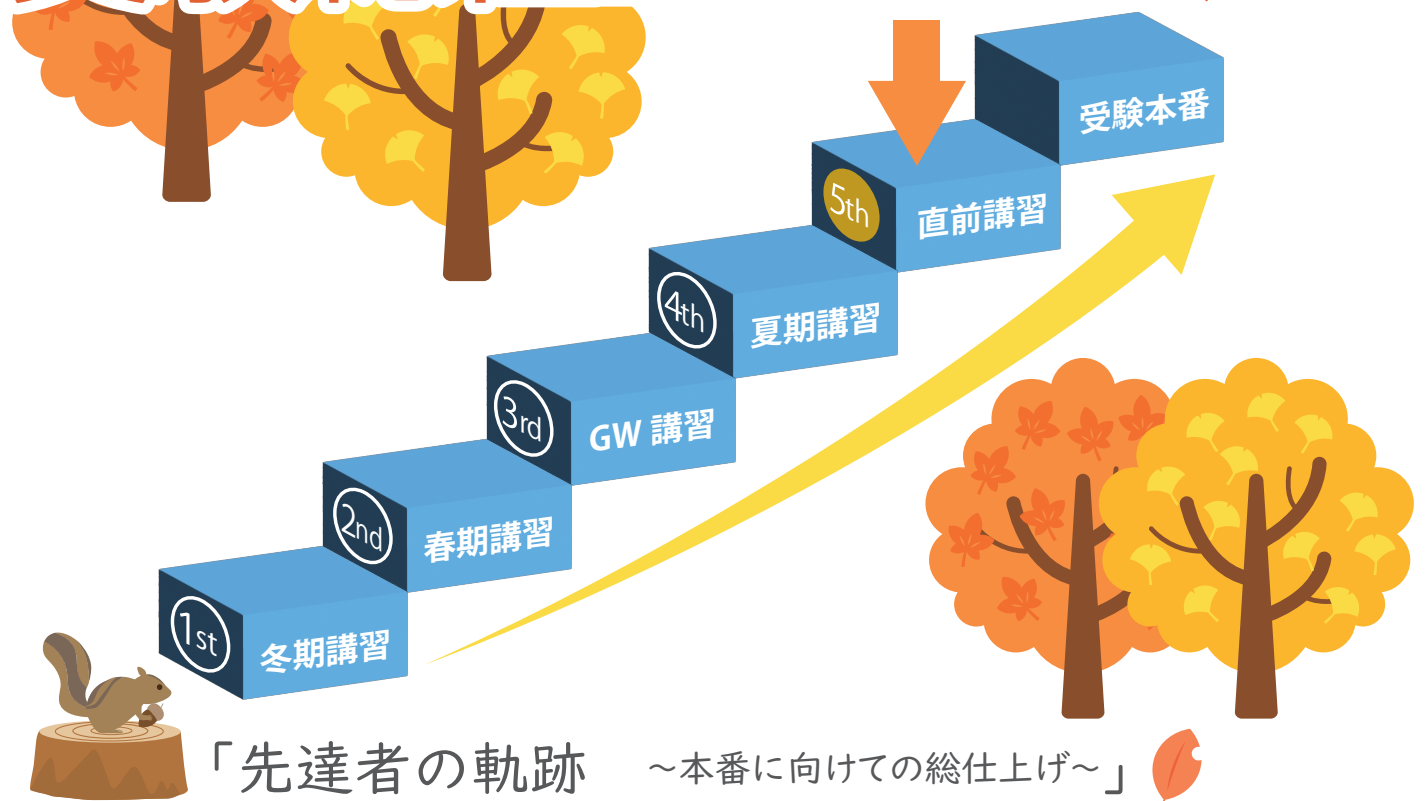 受験本番
5th
直前講習
4th
夏期講習
3rd
GW 講習
2nd
春期講習
1st
冬期講習
「先達者の軌跡 ～本番に向けての総仕上げ～」